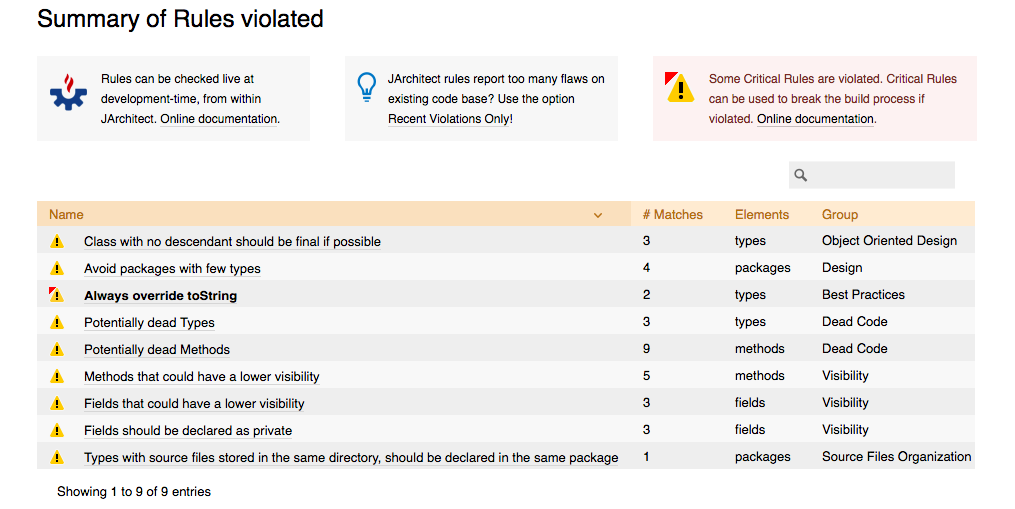 Summary of Rules violated
Rules can be checked live at
development-time, from within
JArchitect. Online documentation.
JArchitect rules report too many flaws on
existing code base? Use the option
Recent Violations Only!
Some Critical Rules are violated. Critical Rules
can be used to break the build process if
violated. Online documentation.
Name # Matches Elements Group
Class with no descendant should be final if possible 3 types Object Oriented Design
Avoid packages with few types 4 packages Design
Always override toString 2 types Best Practices
Potentially dead Types 3 types Dead Code
Potentially dead Methods 9 methods Dead Code
Methods that could have a lower visibility 5 methods Visibility
Fields that could have a lower visibility 3 fields Visibility
Fields should be declared as private 3 fields Visibility
Types with source files stored in the same directory, should be declared in the same package 1 packages Source Files Organization
Showing 1 to 9 of 9 entries